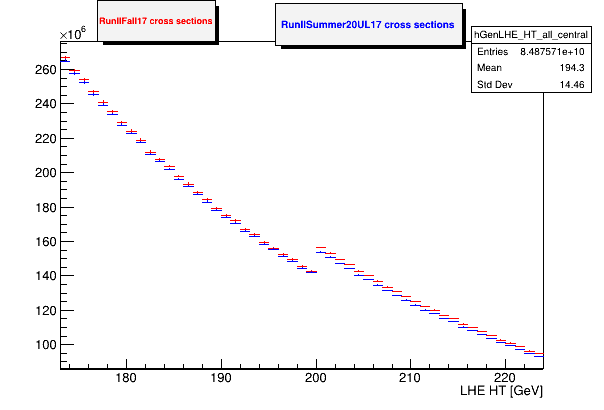 RunIIFall17 cross sections
RunIISummer20UL17 cross sections
hGenLHE_HT_all_central
Entries 8.487571e+10
Mean 194.3
Std Dev 14.46
×10⁶
260
240
220
200
180
160
140
120
100
180 190 200 210 220
LHE HT [GeV]